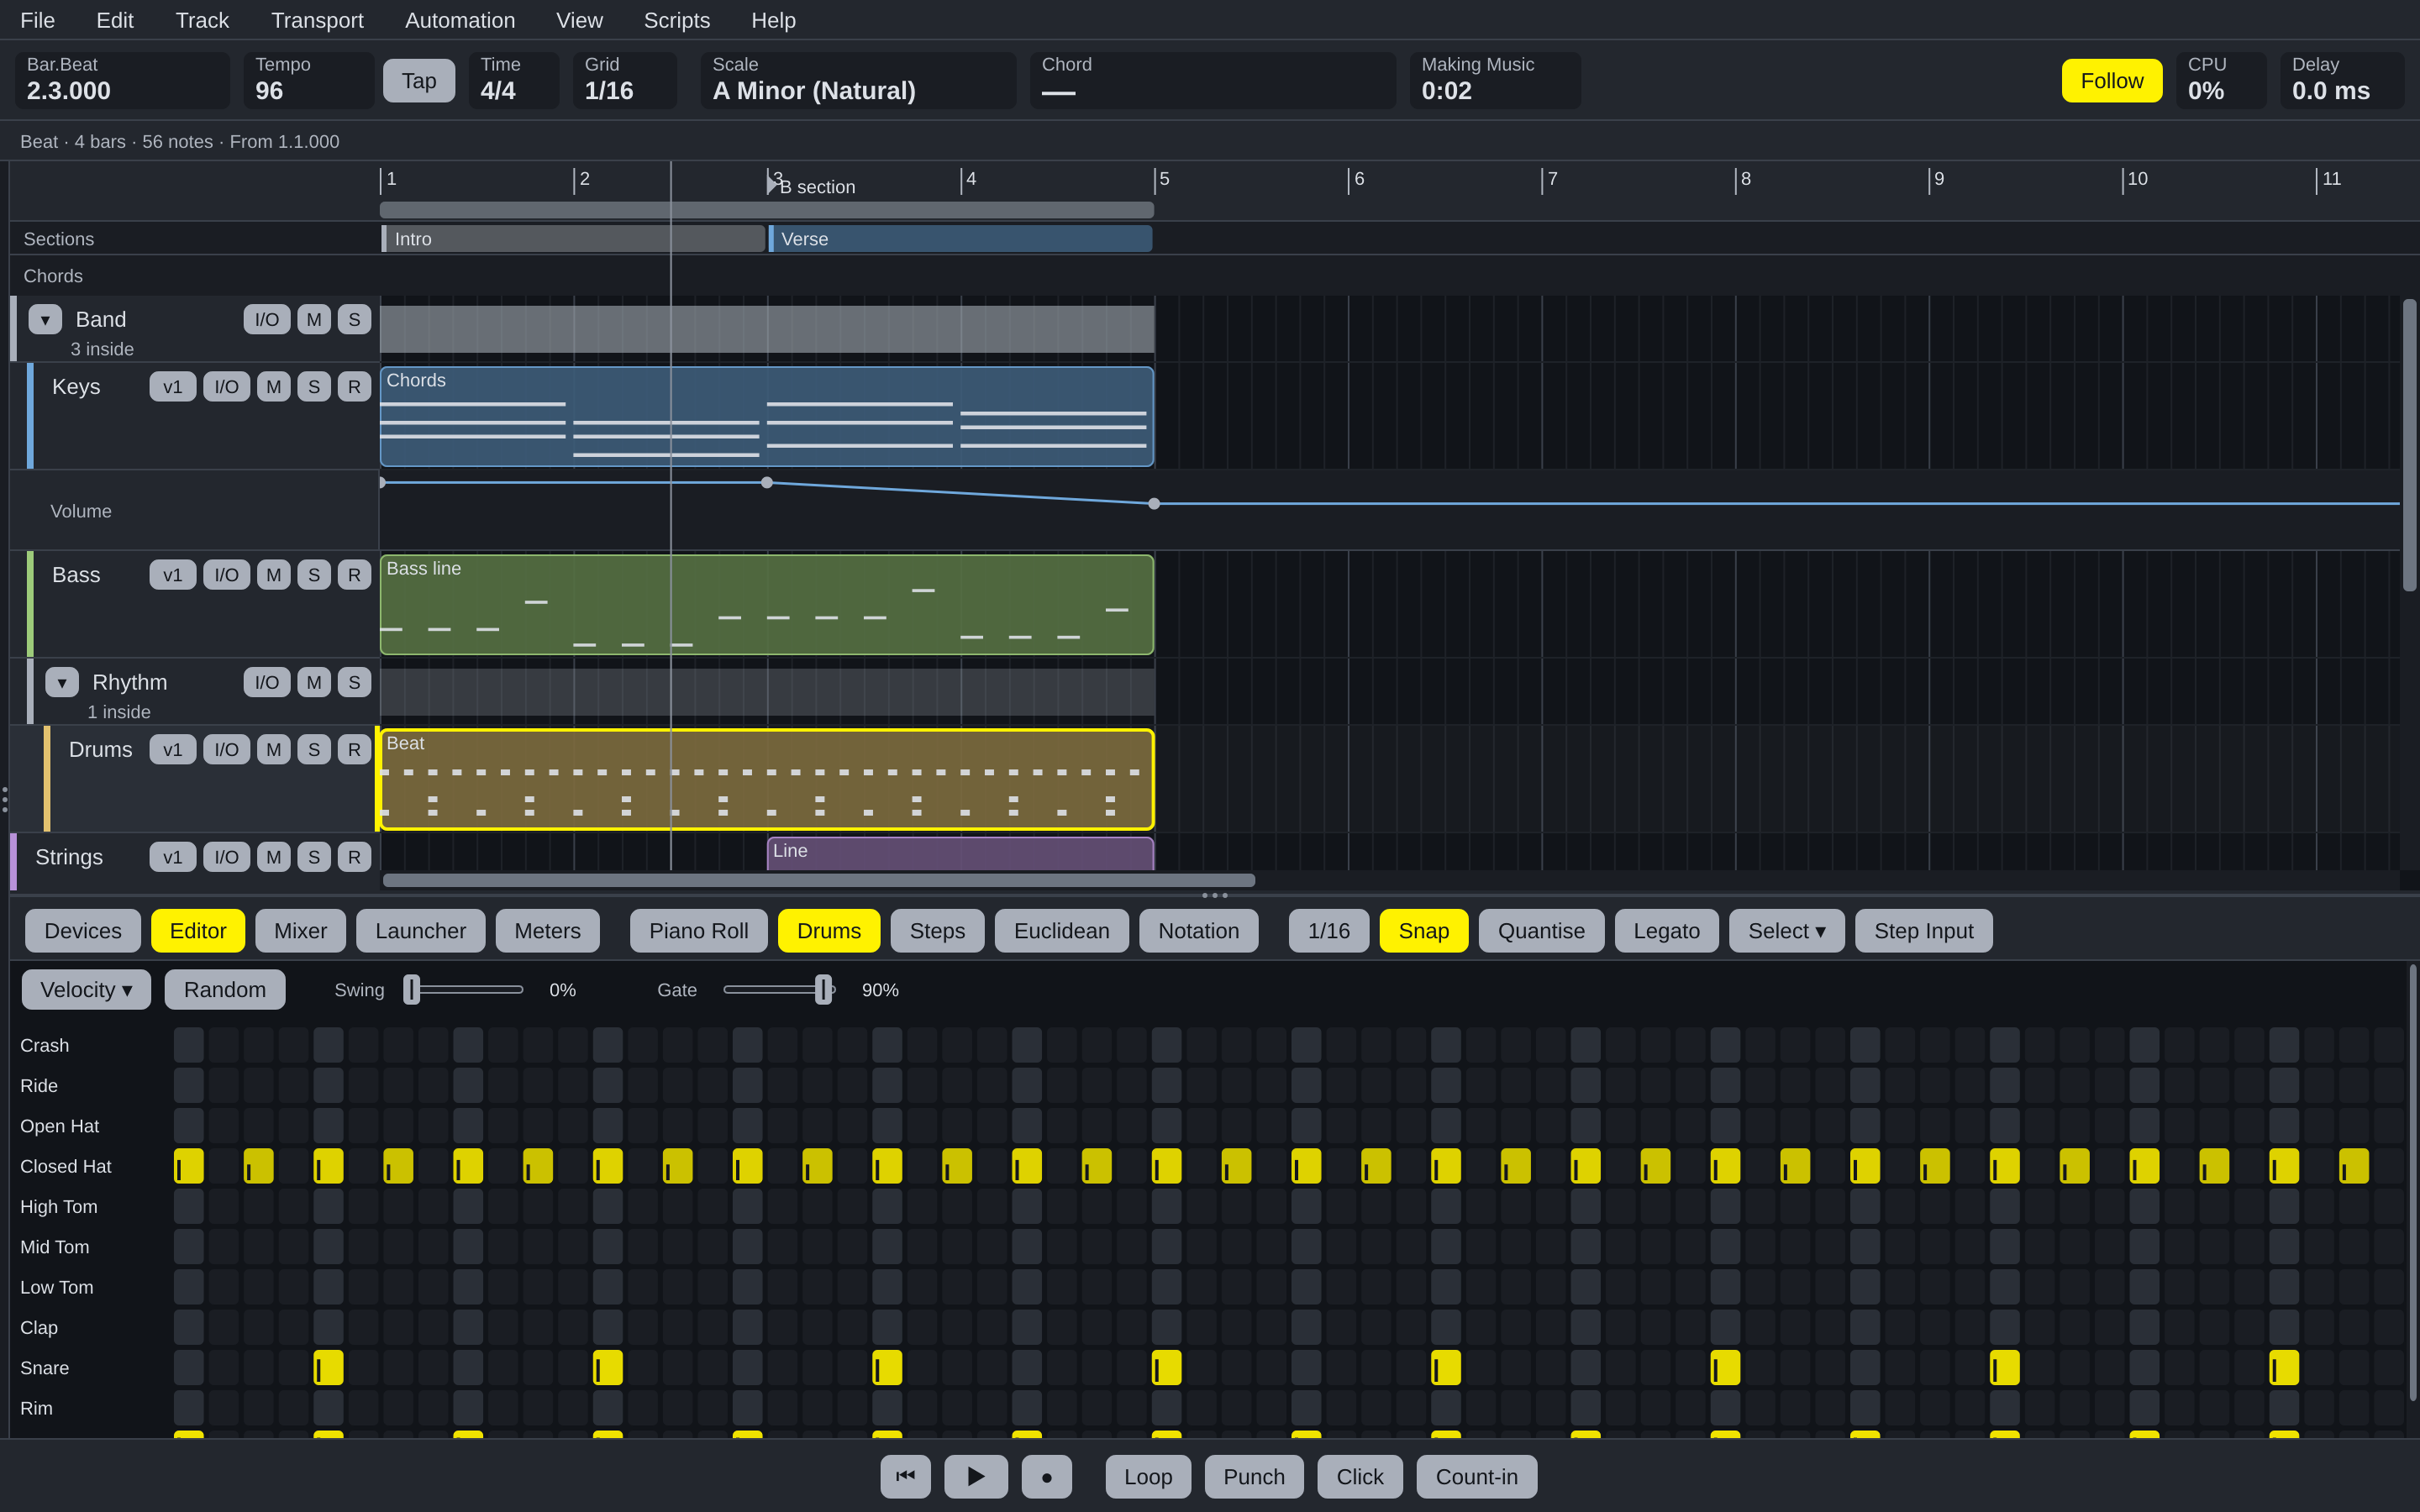 File Edit Track Transport Automation View Scripts Help
Bar.Beat Tempo Time Grid Scale Chord Making Music CPU Delay
2.3.000 96 Tap 4/4 1/16 A Minor (Natural) — 0:02 Follow 0% 0.0 ms
Beat · 4 bars · 56 notes · From 1.1.000
1 2 3 4 5 6 7 8 9 10 11
B section
Sections Intro Verse
Chords
▾ Band I/O M S
3 inside
Keys v1 I/O M S R Chords
Volume
Bass v1 I/O M S R Bass line
▾ Rhythm I/O M S
1 inside
Drums v1 I/O M S R Beat
Strings v1 I/O M S R Line
Devices Editor Mixer Launcher Meters Piano Roll Drums Steps Euclidean Notation 1/16 Snap Quantise Legato Select ▾ Step Input
Velocity ▾ Random Swing 0% Gate 90%
Crash
Ride
Open Hat
Closed Hat
High Tom
Mid Tom
Low Tom
Clap
Snare
Rim
Loop Punch Click Count-in